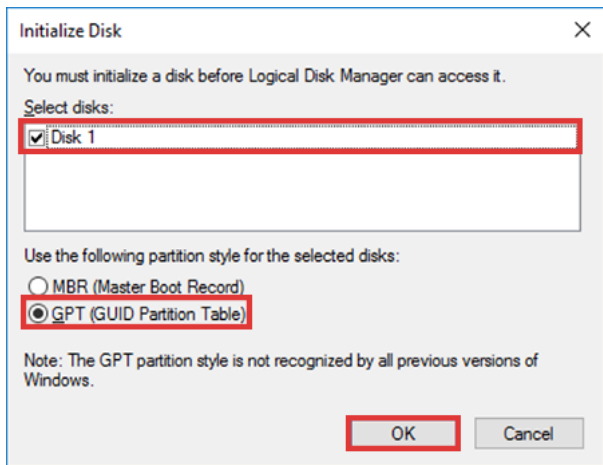 Initialize Disk
You must initialize a disk before Logical Disk Manager can access it.
Select disks:
Disk 1
Use the following partition style for the selected disks:
MBR (Master Boot Record)
GPT (GUID Partition Table)
Note: The GPT partition style is not recognized by all previous versions of
Windows.
OK
Cancel